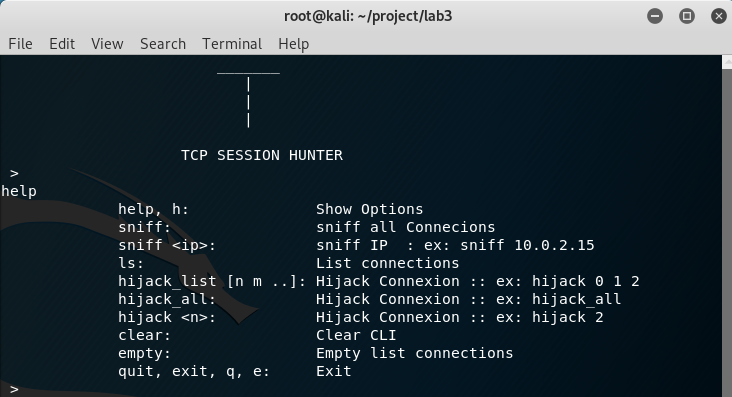 root@kali: ~/project/lab3
File Edit View Search Terminal Help
_______
|
|
|
TCP SESSION HUNTER
>
help
help, h: Show Options
sniff: sniff all Connecions
sniff <ip>: sniff IP : ex: sniff 10.0.2.15
ls: List connections
hijack_list [n m ..]: Hijack Connexion :: ex: hijack 0 1 2
hijack_all: Hijack Connexion :: ex: hijack_all
hijack <n>: Hijack Connexion :: ex: hijack 2
clear: Clear CLI
empty: Empty list connections
quit, exit, q, e: Exit
>